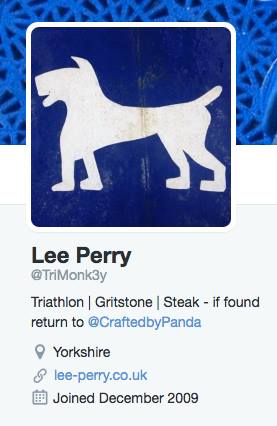 Lee Perry
@TriMonk3y
Triathlon | Gritstone | Steak - if found
return to @CraftedbyPanda
Yorkshire
lee-perry.co.uk
Joined December 2009